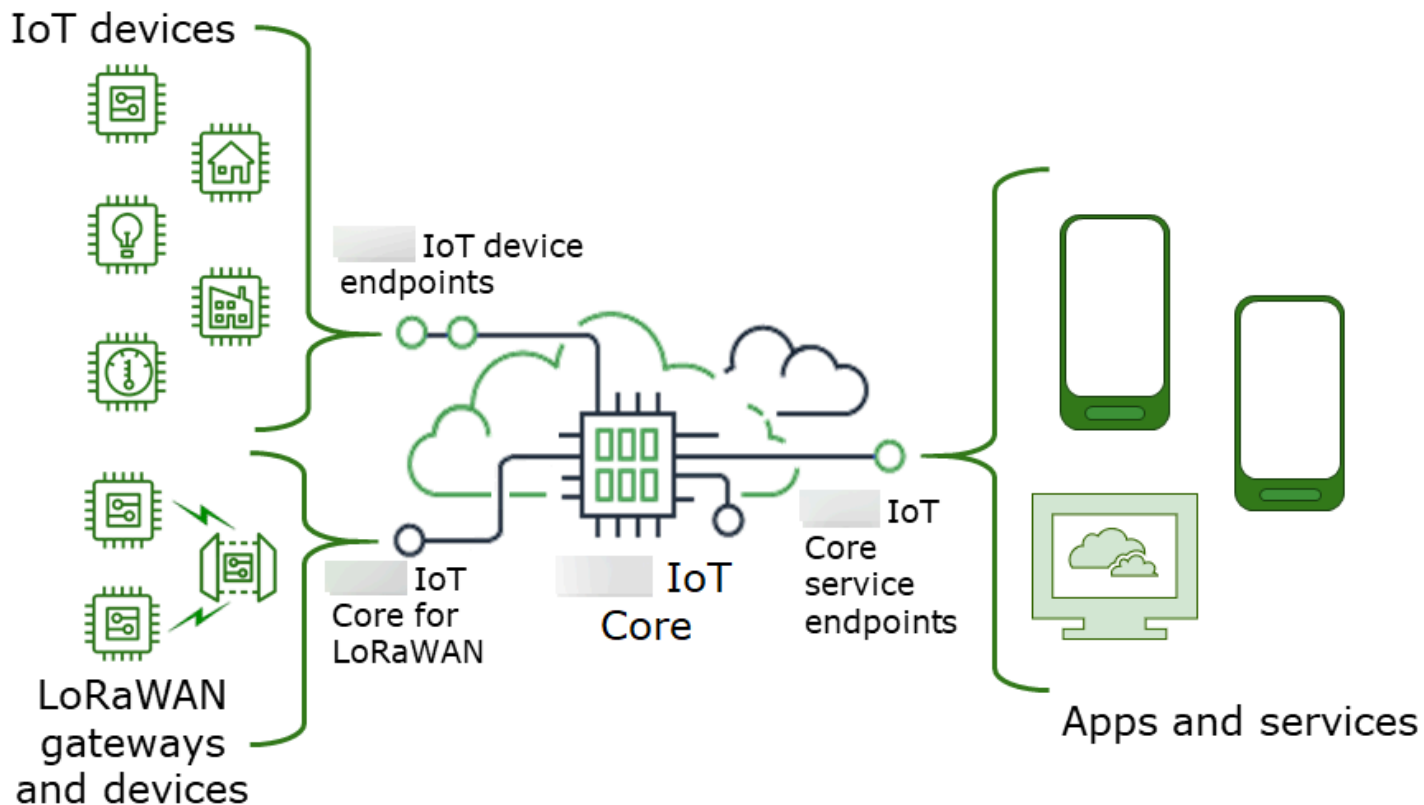 IoT devices
IoT device
endpoints
IoT
Core for
LoRaWAN
IoT
Core
IoT
Core
service
endpoints
LoRaWAN
gateways
and devices
Apps and services